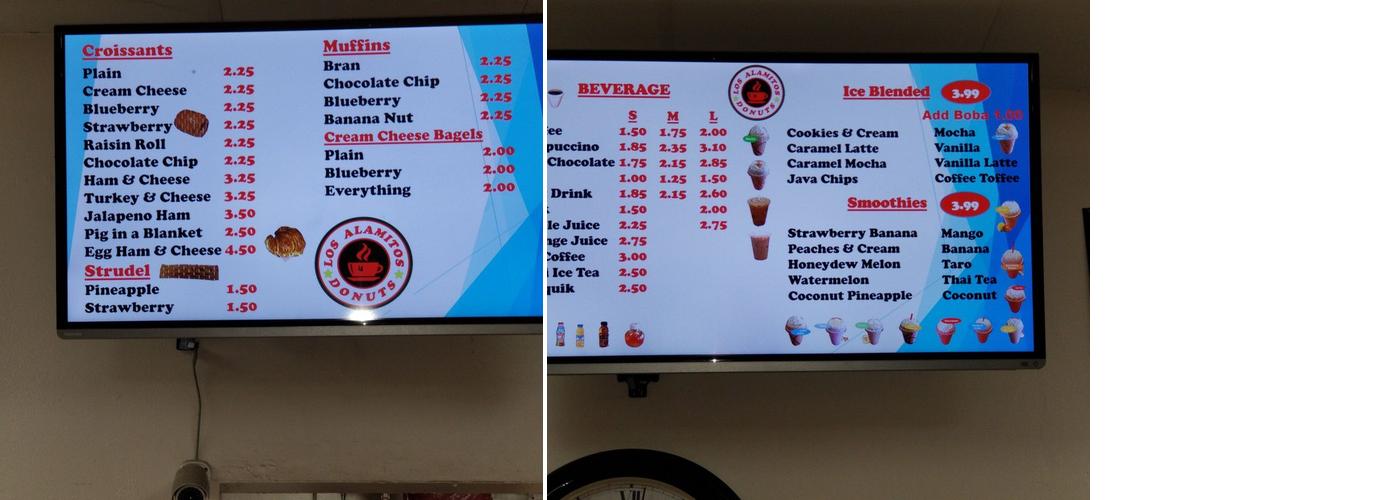 Croissants
Plain 2.25
Cream Cheese 2.25
Blueberry 2.25
Strawberry 2.25
Raisin Roll 2.25
Chocolate Chip 2.25
Ham & Cheese 3.25
Turkey & Cheese 3.25
Jalapeno Ham 3.50
Pig in a Blanket 2.50
Egg Ham & Cheese 4.50
Strudel
Pineapple 1.50
Strawberry 1.50
Muffins
Bran 2.25
Chocolate Chip 2.25
Blueberry 2.25
Banana Nut 2.25
Cream Cheese Bagels
Plain 2.00
Blueberry 2.00
Everything 2.00
LOS ALAMITOS
DONUTS
BEVERAGE
S M L
fee 1.50 1.75 2.00
puccino 1.85 2.35 3.10
Chocolate 1.75 2.15 2.85
1.00 1.25 1.50
Drink 1.85 2.15 2.60
k 1.50 2.00
le Juice 2.25 2.75
nge Juice 2.75
Coffee 3.00
i Ice Tea 2.50
quik 2.50
LOS ALAMITOS
DONUTS
Ice Blended 3.99
Add Boba 1.00
Cookies & Cream Mocha
Caramel Latte Vanilla
Caramel Mocha Vanilla Latte
Java Chips Coffee Toffee
Smoothies 3.99
Strawberry Banana Mango
Peaches & Cream Banana
Honeydew Melon Taro
Watermelon Thai Tea
Coconut Pineapple Coconut
VII